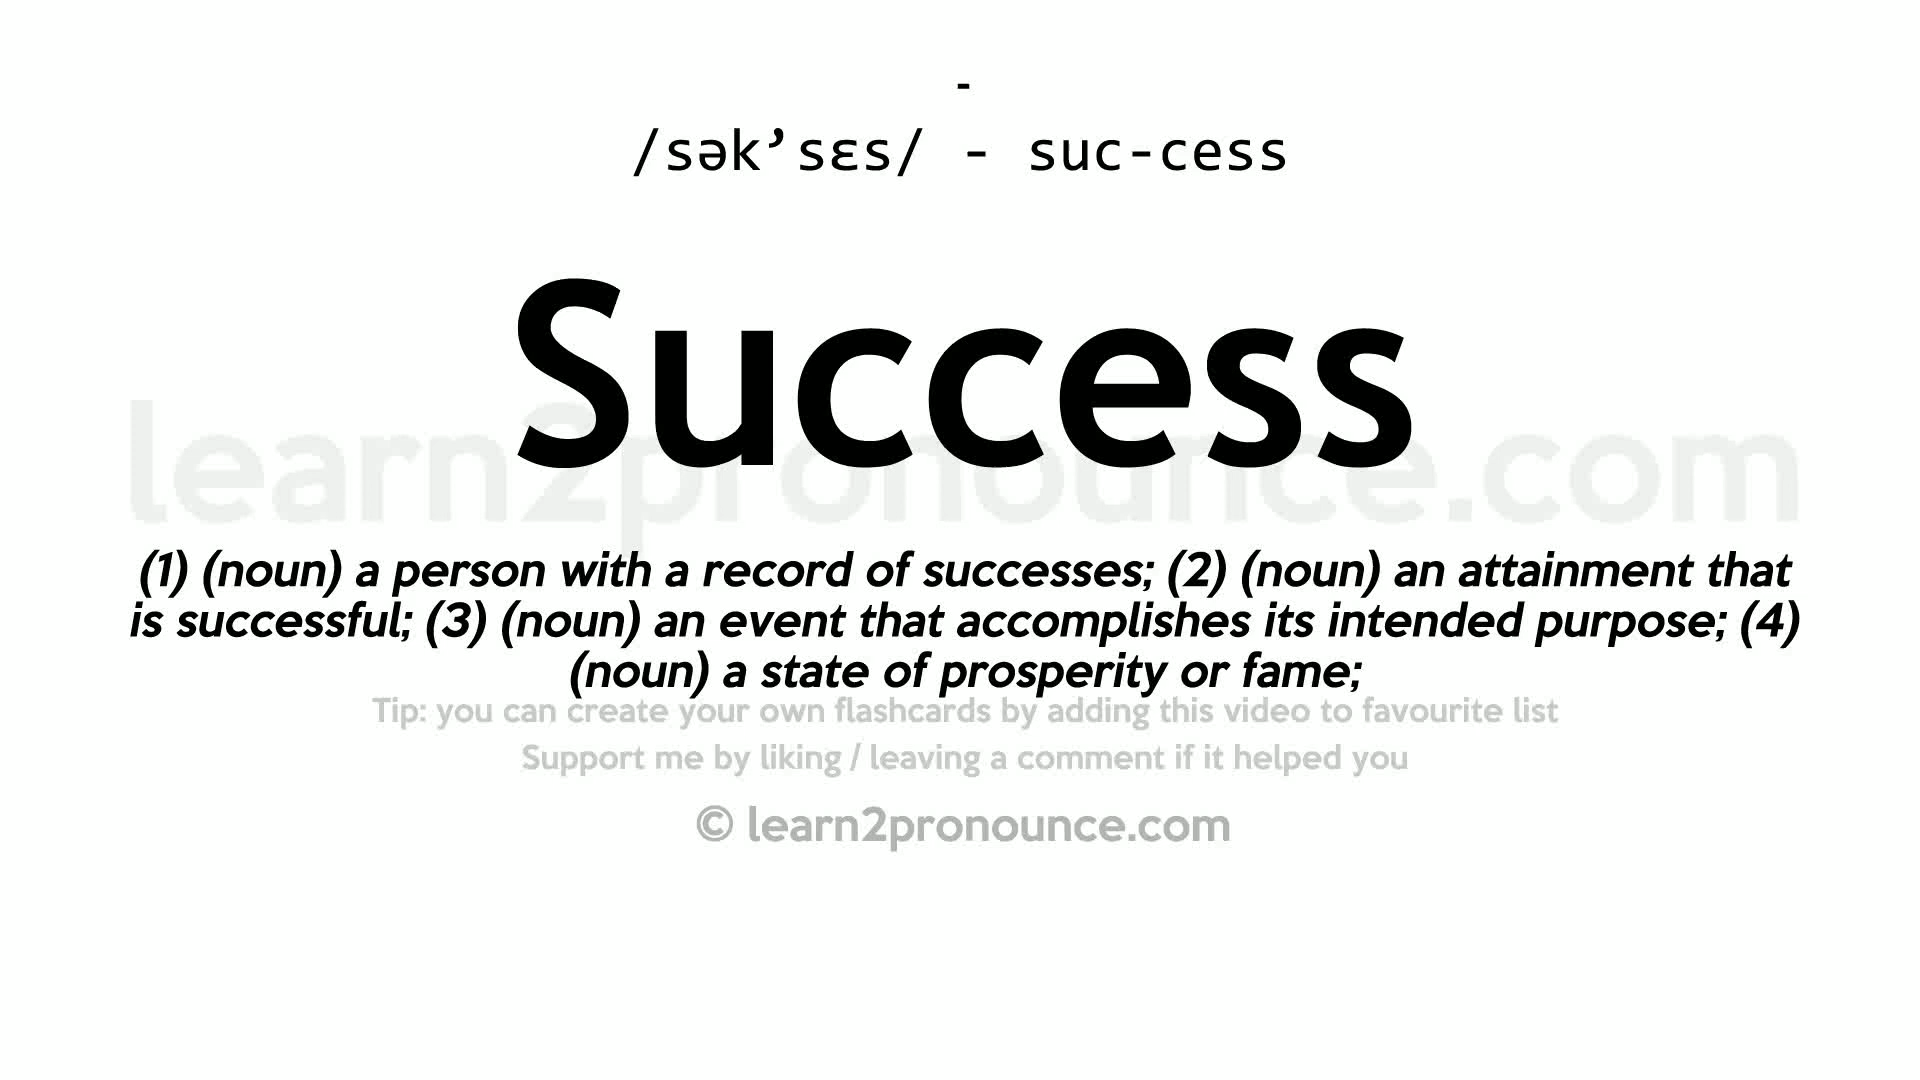 -
/sək’sɛs/ - suc-cess
Success
learn2pronounce.com
(1) (noun) a person with a record of successes; (2) (noun) an attainment that
is successful; (3) (noun) an event that accomplishes its intended purpose; (4)
(noun) a state of prosperity or fame;
Tip: you can create your own flashcards by adding this video to favourite list
Support me by liking / leaving a comment if it helped you
© learn2pronounce.com